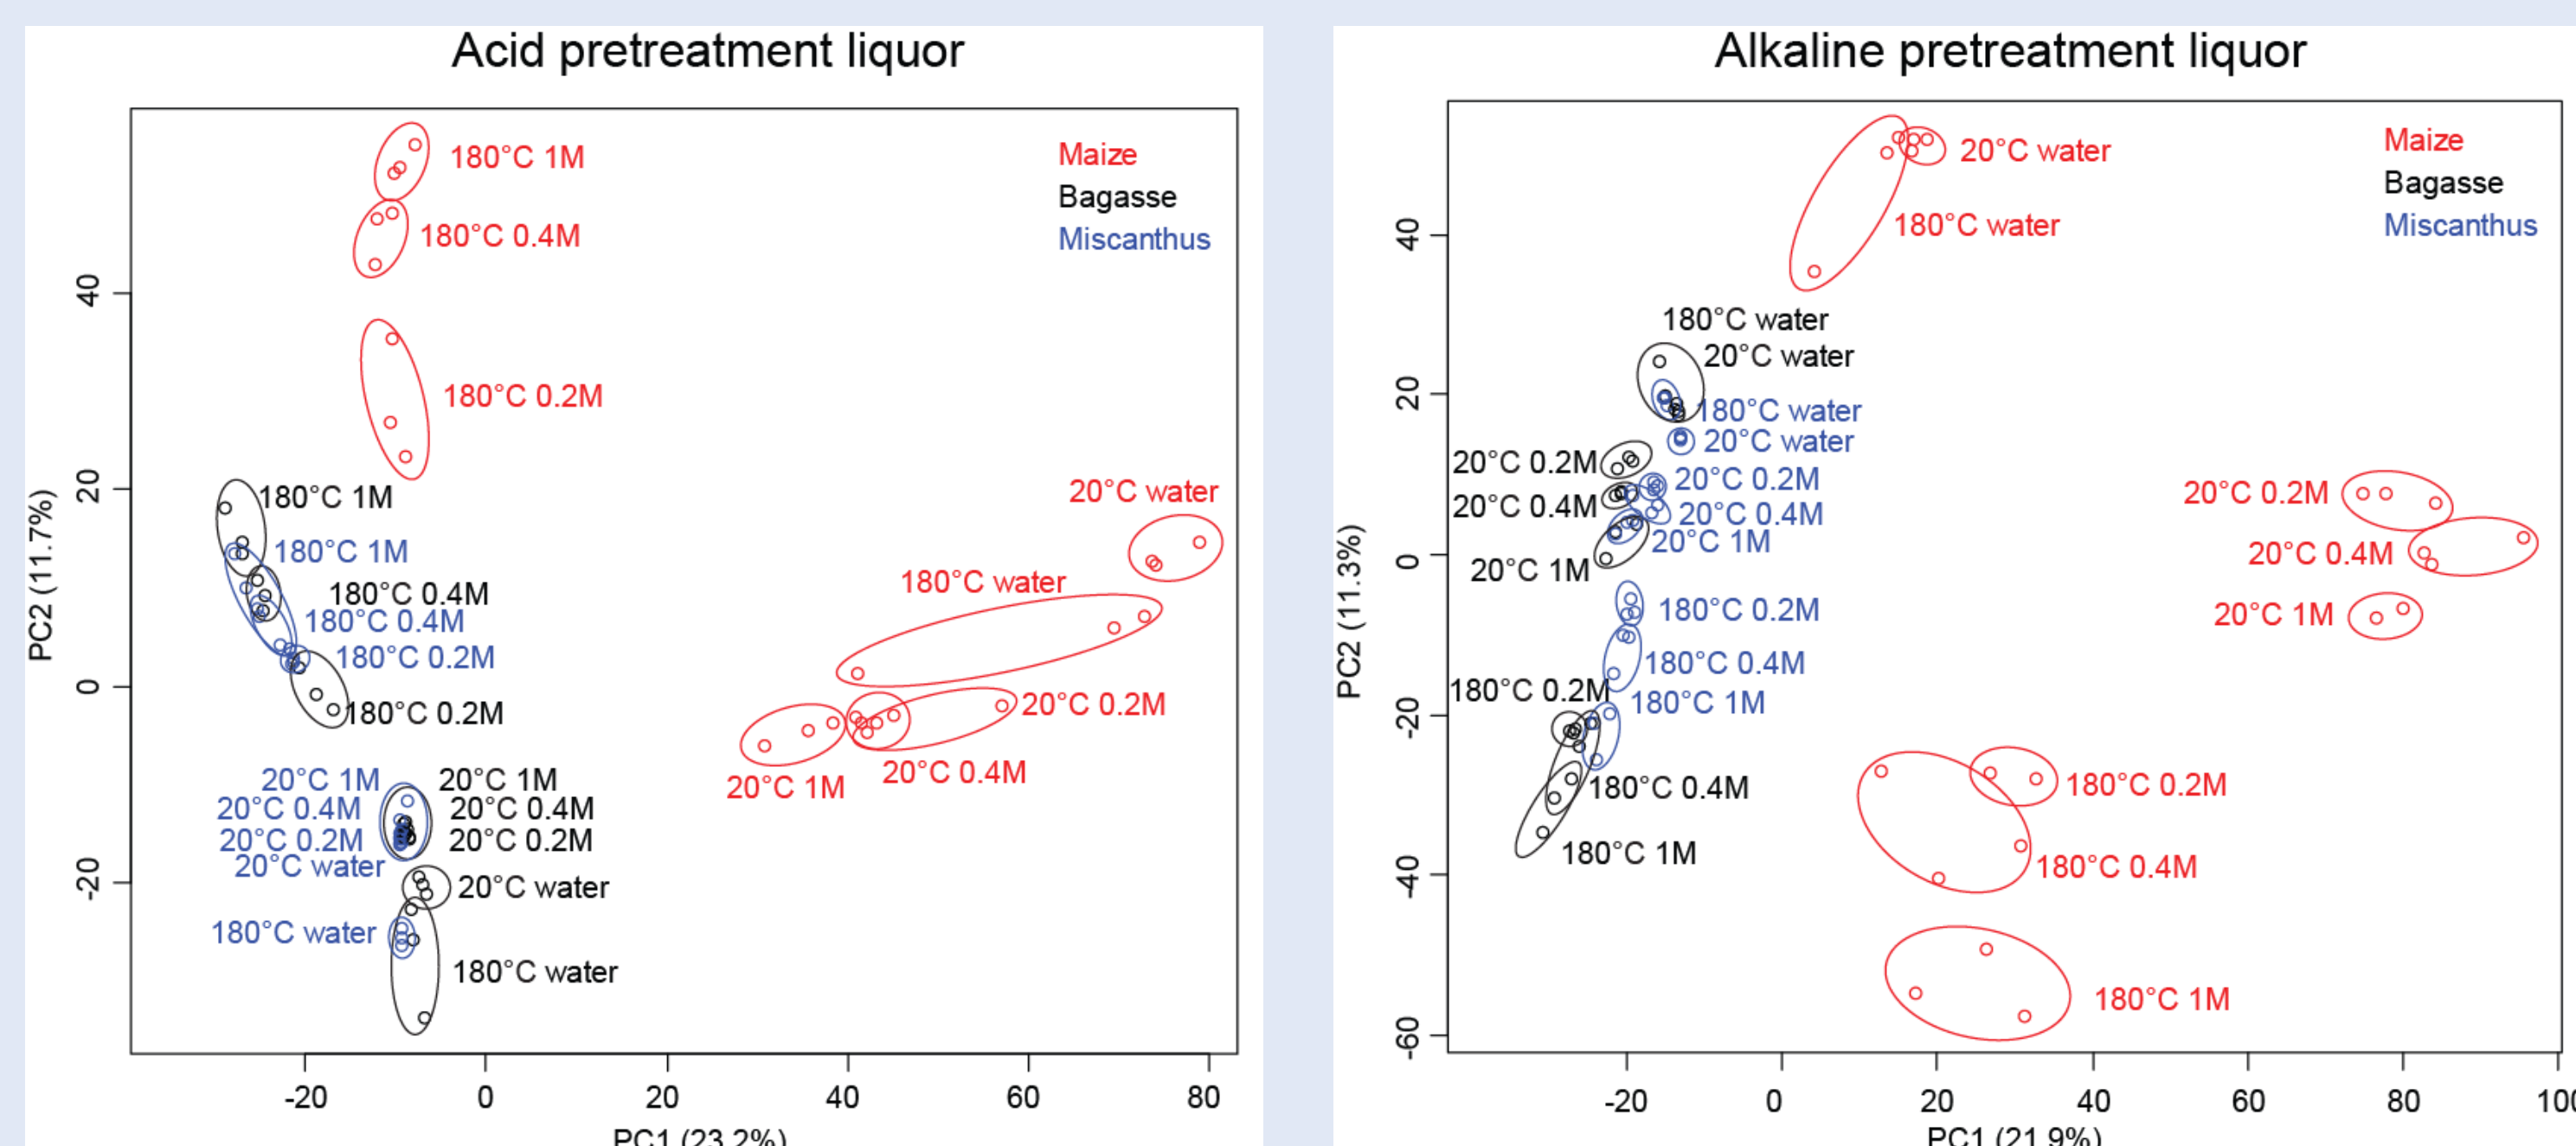 Acid pretreatment liquor
180°C 1M
Maize
Bagasse
180°C 0.4M
Miscanthus
40
180°C 0.2M
20
180°C 1M
20°C water
180°C 1M
180°C water
180°C 0.4M
180°C 0.4M
180°C 0.2M
0
180°C 0.2M
20°C 0.2M
20°C 1M
20°C 0.4M
20°C 1M
20°C 1M
20°C 0.4M
20°C 0.4M
20°C 0.2M
20°C 0.2M
20°C water
-20
20°C water
180°C water
180°C water
PC2 (11.7%)
-20
0
20
40
60
80
PC1 (23.2%)
Alkaline pretreatment liquor
20°C water
Maize
Bagasse
Miscanthus
180°C water
40
180°C water
20°C water
20
180°C water
20°C water
20°C 0.2M
20°C 0.2M
20°C 0.2M
20°C 0.4M
20°C 0.4M
20°C 1M
20°C 0.4M
0
20°C 1M
180°C 0.2M
20°C 1M
180°C 0.4M
180°C 0.2M
180°C 1M
-20
180°C 0.4M
180°C 0.2M
180°C 1M
180°C 0.4M
-40
180°C 1M
-60
PC2 (11.3%)
-20
0
20
40
60
80
100
PC1 (21.9%)